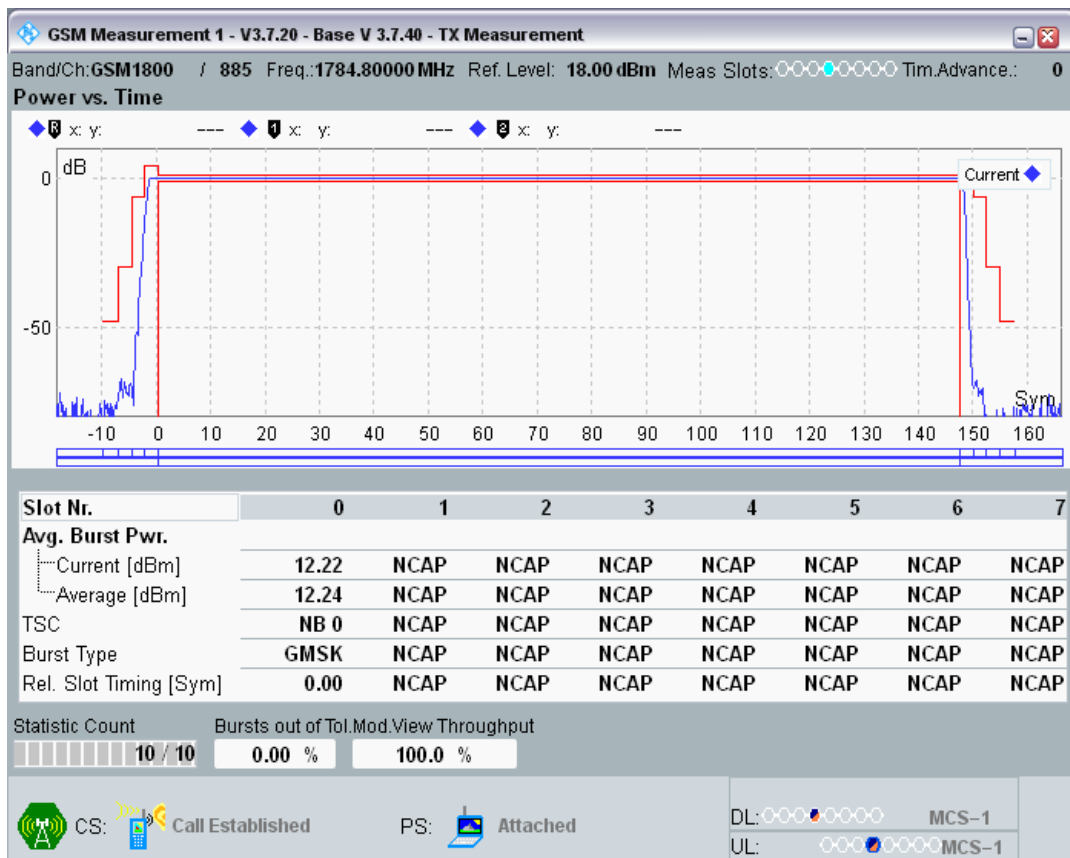 GSM Measurement 1 - V3.7.20 - Base V 3.7.40 - TX Measurement
Band/Ch:GSM1800 / 885 Freq.:1784.80000 MHz Ref. Level: 18.00 dBm Meas Slots: Tim.Advance.: 0
Power vs. Time
R x: y: --- 1 x: y: --- 2 x: y: ---
dB
Current
0
-50
Sym
-10 0 10 20 30 40 50 60 70 80 90 100 110 120 130 140 150 160
Slot Nr. 0 1 2 3 4 5 6 7
Avg. Burst Pwr.
Current [dBm] 12.22 NCAP NCAP NCAP NCAP NCAP NCAP NCAP
Average [dBm] 12.24 NCAP NCAP NCAP NCAP NCAP NCAP NCAP
TSC NB 0 NCAP NCAP NCAP NCAP NCAP NCAP NCAP
Burst Type GMSK NCAP NCAP NCAP NCAP NCAP NCAP NCAP
Rel. Slot Timing [Sym] 0.00 NCAP NCAP NCAP NCAP NCAP NCAP NCAP
Statistic Count Bursts out of Tol.Mod.View Throughput
10 / 10 0.00 % 100.0 %
CS: Call Established PS: Attached
DL: MCS-1
UL: MCS-1